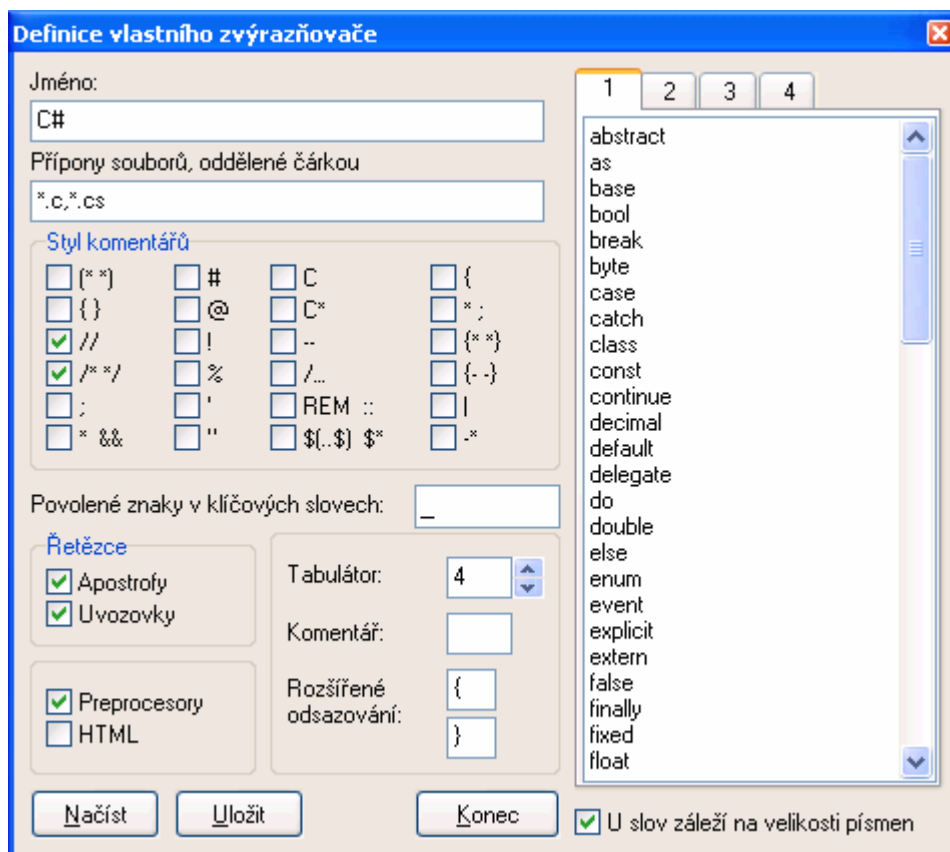 Definice vlastního zvýrazňovače
Jméno:
C#
Přípony souborů, oddělené čárkou
*.c,*.cs
Styl komentářů
(* *) # C {
{ } @ C* * ;
// ! -- {* *}
/* */ % /... {- -}
; ' REM :: |
* && " $(..$) $* -*
Povolené znaky v klíčových slovech: _
Řetězce
Apostrofy
Uvozovky
Preprocesory
HTML
Tabulátor: 4
Komentář:
Rozšířené
odsazování:
{
}
Načíst Uložit Konec
1 2 3 4
abstract
as
base
bool
break
byte
case
catch
class
const
continue
decimal
default
delegate
do
double
else
enum
event
explicit
extern
false
finally
fixed
float
U slov záleží na velikosti písmen